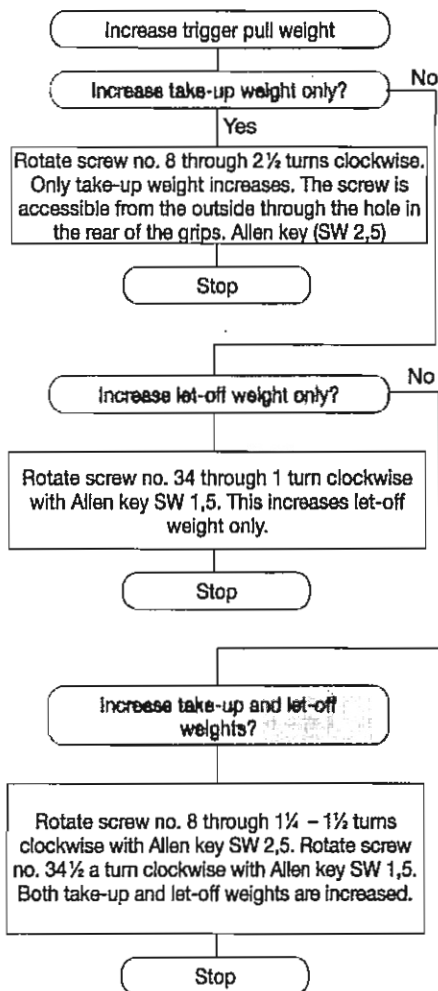 Increase trigger pull weight
Increase take-up weight only?
No
Yes
Rotate screw no. 8 through 2½ turns clockwise.
Only take-up weight increases. The screw is
accessible from the outside through the hole in
the rear of the grips. Allen key (SW 2,5)
Stop
Increase let-off weight only?
No
Rotate screw no. 34 through 1 turn clockwise
with Allen key SW 1,5. This increases let-off
weight only.
Stop
Increase take-up and let-off
weights?
Rotate screw no. 8 through 1¼ – 1½ turns
clockwise with Allen key SW 2,5. Rotate screw
no. 34½ a turn clockwise with Allen key SW 1,5.
Both take-up and let-off weights are increased.
Stop